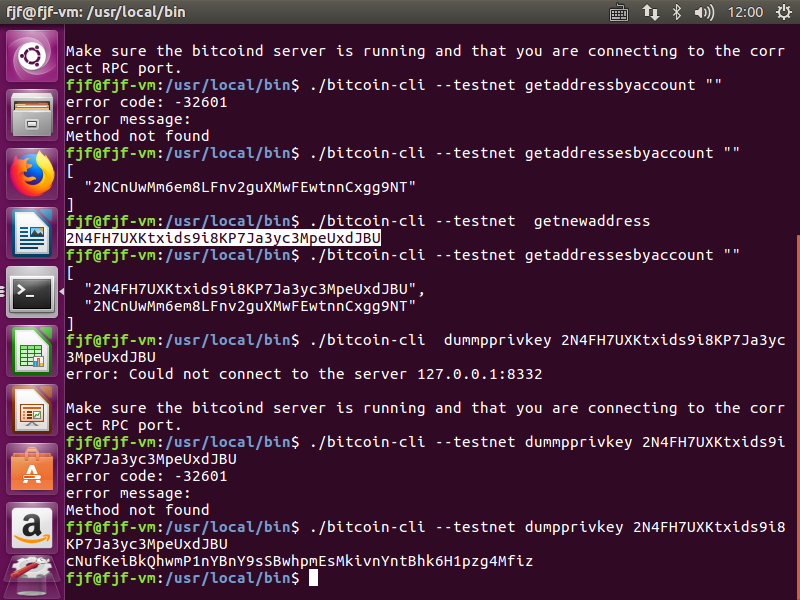 fjf@fjf-vm: /usr/local/bin
12:00
Make sure the bitcoind server is running and that you are connecting to the corr
ect RPC port.
fjf@fjf-vm:/usr/local/bin$ ./bitcoin-cli --testnet getaddressbyaccount ""
error code: -32601
error message:
Method not found
fjf@fjf-vm:/usr/local/bin$ ./bitcoin-cli --testnet getaddressesbyaccount ""
[
  "2NCnUwMm6em8LFnv2guXMwFEwtnnCxgg9NT"
]
fjf@fjf-vm:/usr/local/bin$ ./bitcoin-cli --testnet  getnewaddress
2N4FH7UXKtxids9i8KP7Ja3yc3MpeUxdJBU
fjf@fjf-vm:/usr/local/bin$ ./bitcoin-cli --testnet getaddressesbyaccount ""
[
  "2N4FH7UXKtxids9i8KP7Ja3yc3MpeUxdJBU",
  "2NCnUwMm6em8LFnv2guXMwFEwtnnCxgg9NT"
]
fjf@fjf-vm:/usr/local/bin$ ./bitcoin-cli  dummpprivkey 2N4FH7UXKtxids9i8KP7Ja3yc
3MpeUxdJBU
error: Could not connect to the server 127.0.0.1:8332
Make sure the bitcoind server is running and that you are connecting to the corr
ect RPC port.
fjf@fjf-vm:/usr/local/bin$ ./bitcoin-cli --testnet dummpprivkey 2N4FH7UXKtxids9i
8KP7Ja3yc3MpeUxdJBU
error code: -32601
error message:
Method not found
fjf@fjf-vm:/usr/local/bin$ ./bitcoin-cli --testnet dumpprivkey 2N4FH7UXKtxids9i8
KP7Ja3yc3MpeUxdJBU
cNufKeiBkQhwmP1nYBnY9sSBwhpmEsMkivnYntBhk6H1pzg4Mfiz
fjf@fjf-vm:/usr/local/bin$